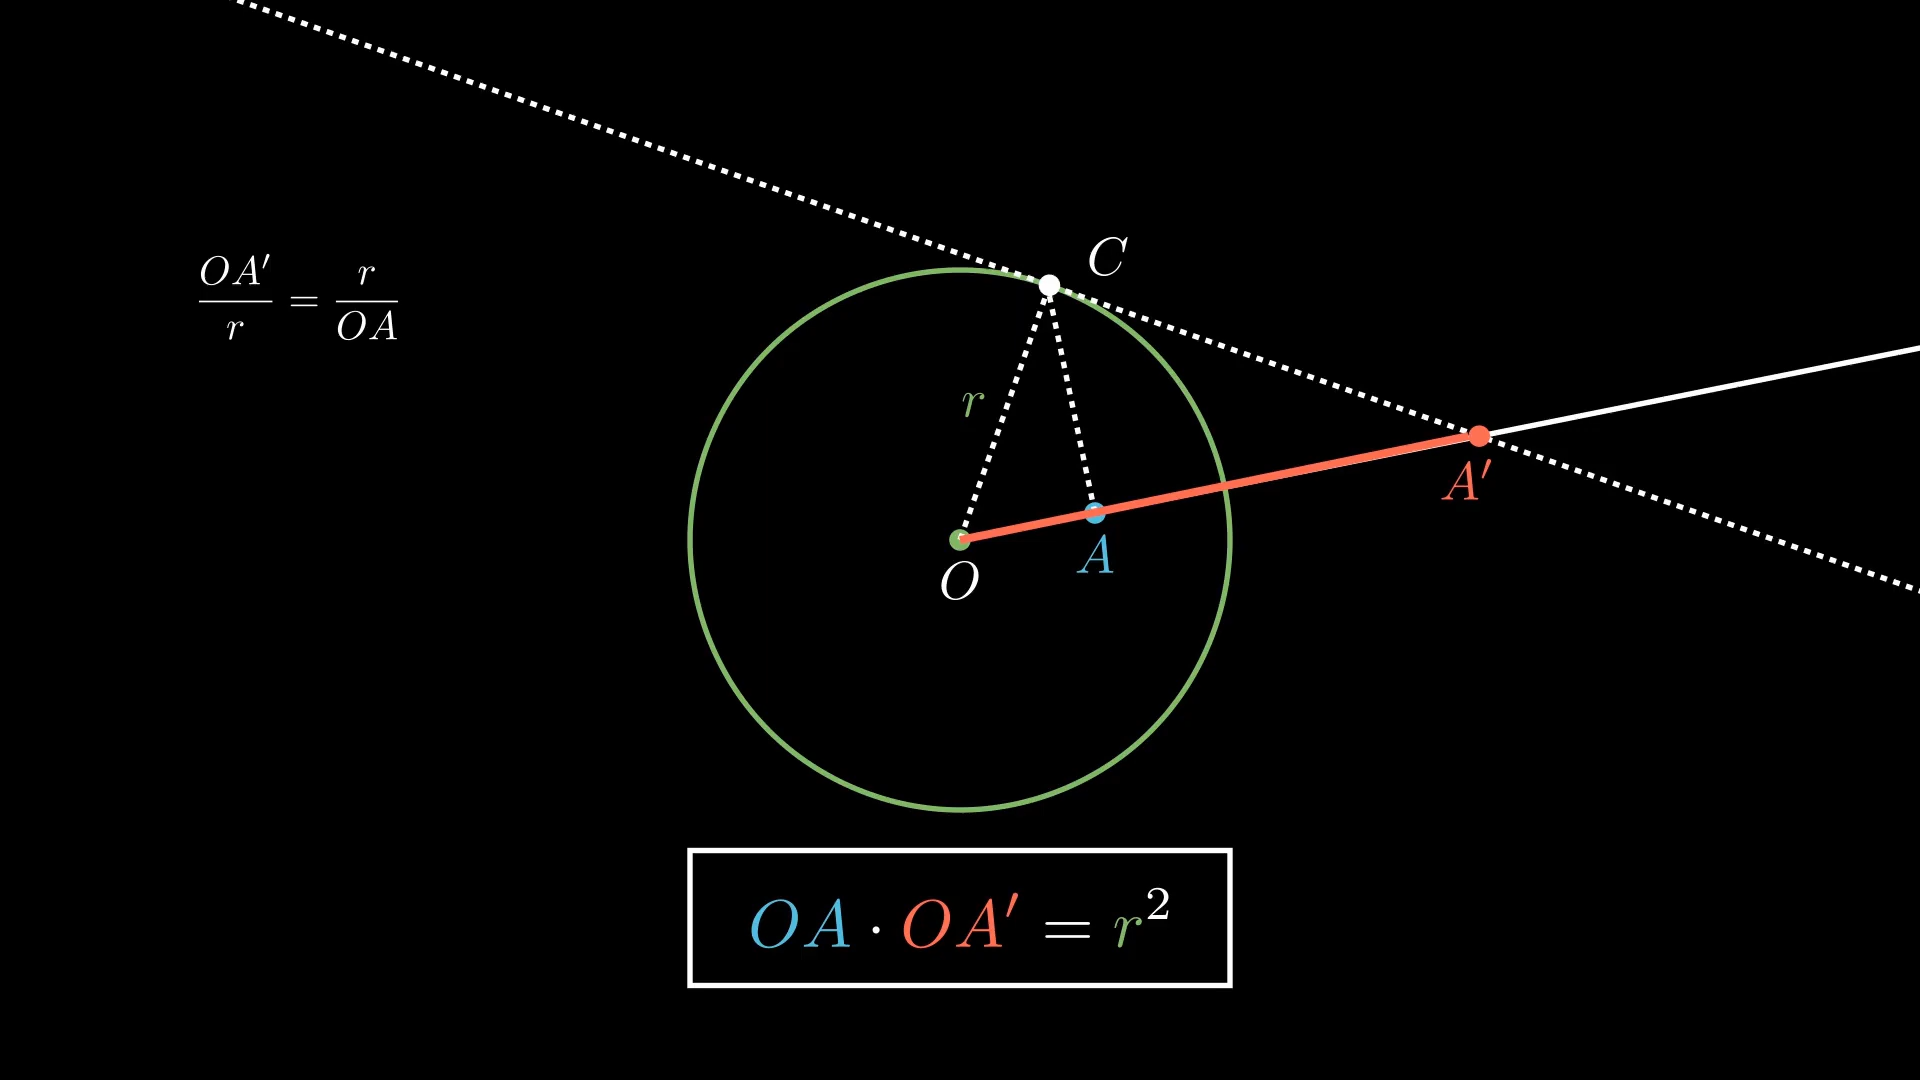 C
OA′/r = r/OA
r
A′
A
O
OA · OA′ = r²